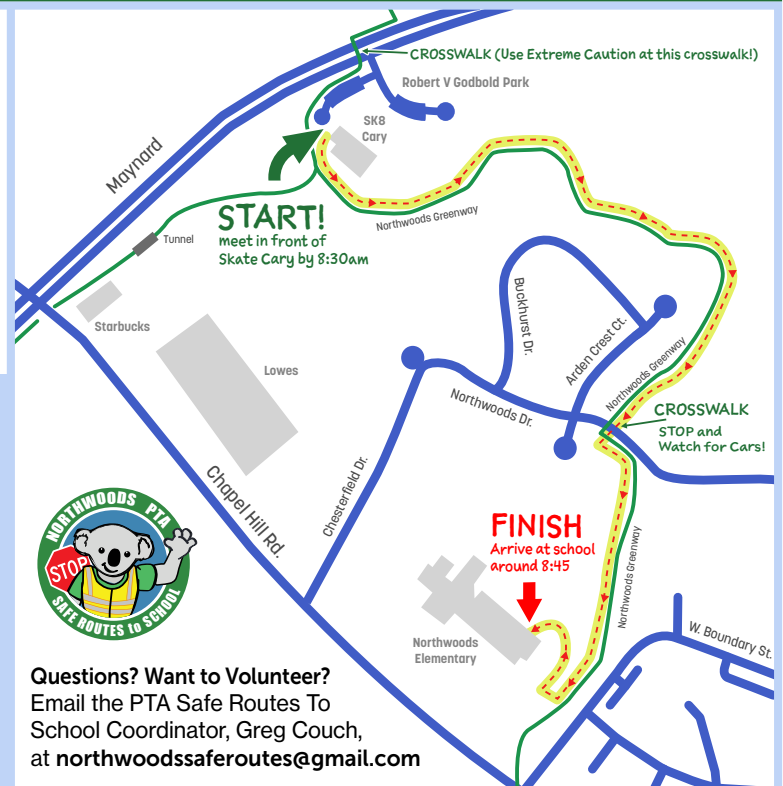 CROSSWALK (Use Extreme Caution at this crosswalk!)
Robert V Godbold Park
SK8
Cary
Maynard
START!
meet in front of
Skate Cary by 8:30am
Northwoods Greenway
Tunnel
Starbucks
Lowes
Buckhurst Dr.
Arden Crest Ct.
Northwoods Greenway
Northwoods Dr.
CROSSWALK
STOP and
Watch for Cars!
Chapel Hill Rd.
Chesterfield Dr.
FINISH
Arrive at school
around 8:45
Northwoods Greenway
Northwoods
Elementary
W. Boundary St.
NORTHWOODS PTA
STOP
SAFE ROUTES to SCHOOL
Questions? Want to Volunteer?
Email the PTA Safe Routes To
School Coordinator, Greg Couch,
at northwoodssaferoutes@gmail.com